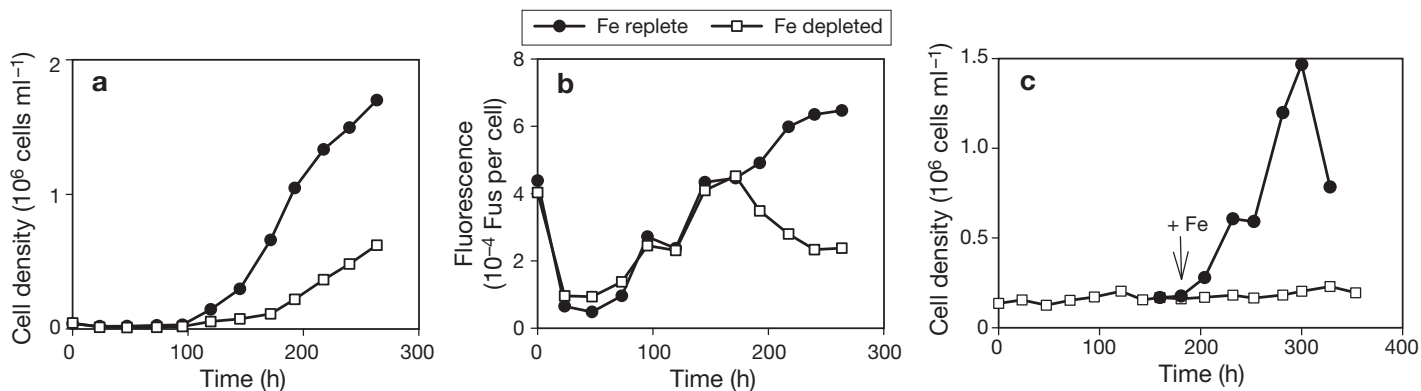 Fe replete Fe depleted
a
Cell density (10⁶ cells ml⁻¹)
2
1
0
0 100 200 300
Time (h)
b
Fluorescence
(10⁻⁴ Fus per cell)
8
6
4
2
0
0 100 200 300
Time (h)
c
Cell density (10⁶ cells ml⁻¹)
1.5
1.0
0.5
0
+ Fe
0 100 200 300 400
Time (h)